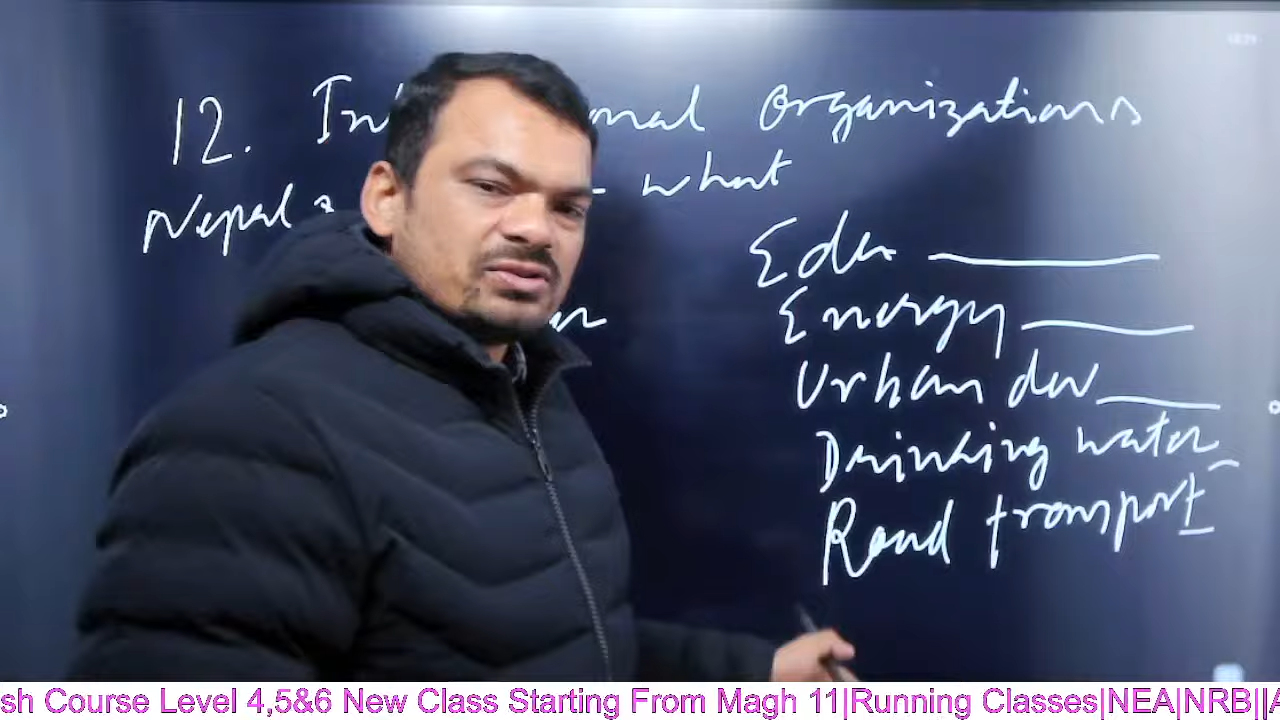 12. In onal Organizations
Nepal & - what
Edu
Energy
Urban dev
Drinking water
Road transport
sh Course Level 4,5&6 New Class Starting From Magh 11|Running Classes|NEA|NRB||A